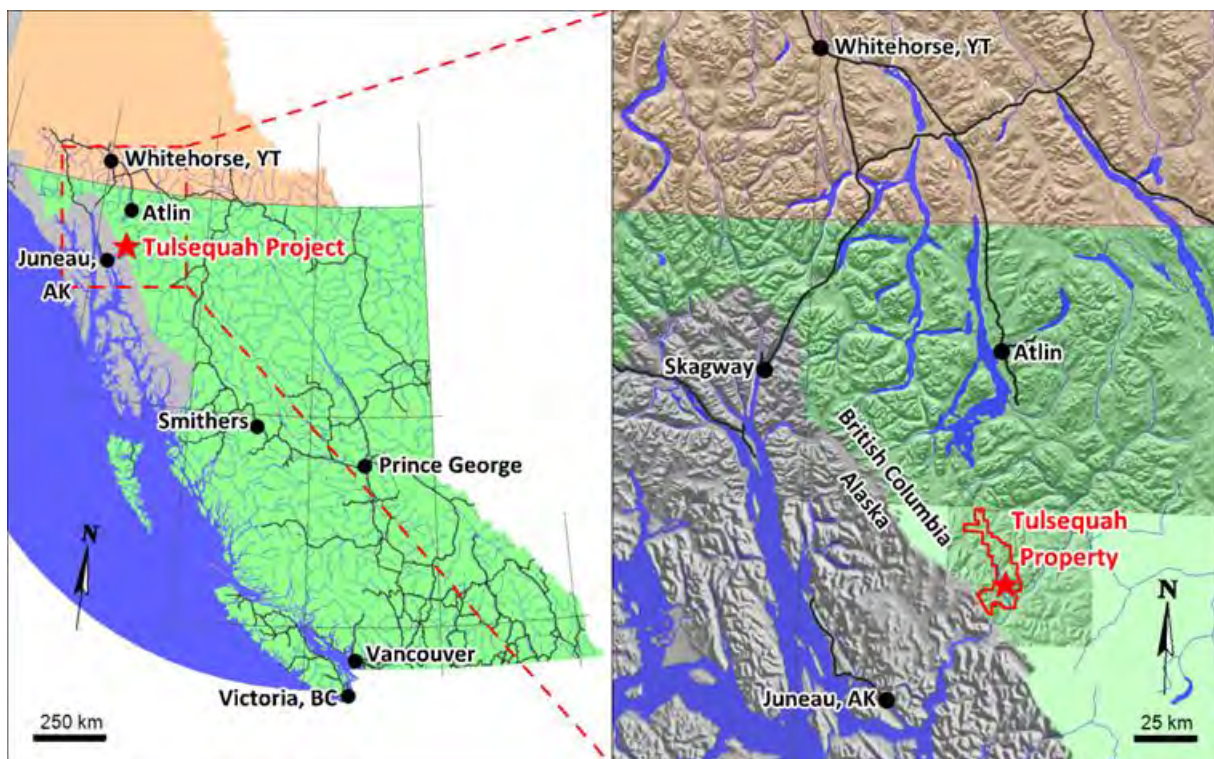 Whitehorse, YT
Atlin
Tulsequah Project
Juneau,
AK
Smithers
Prince George
N
Vancouver
Victoria, BC
250 km
Whitehorse, YT
Skagway
Atlin
British Columbia
Alaska
Tulsequah
Property
N
Juneau, AK
25 km